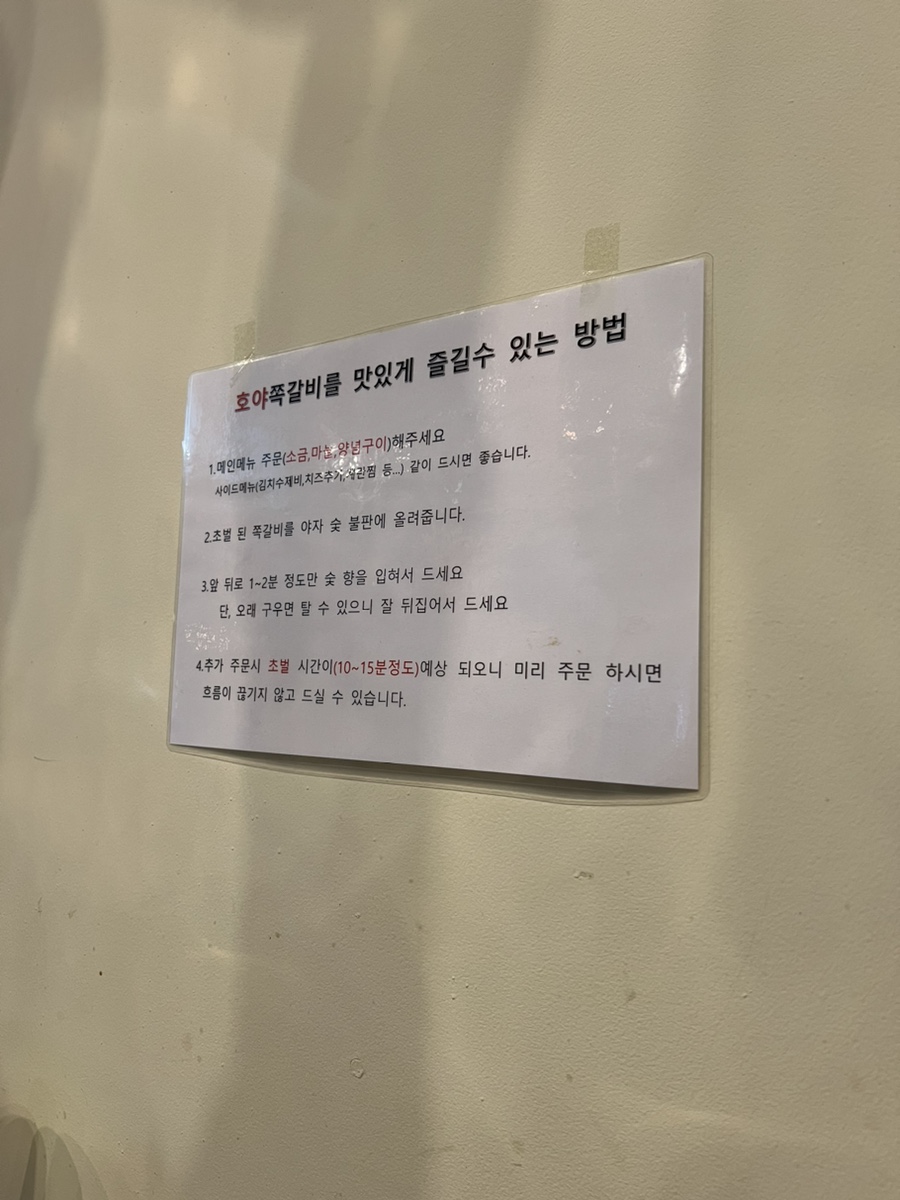 호야쪽갈비를 맛있게 즐길수 있는 방법
1.메인메뉴 주문(소금,마늘,양념구이)해주세요
사이드메뉴(김치수제비,치즈추가,계란찜 등...) 같이 드시면 좋습니다.
2.초벌 된 쪽갈비를 야자 숯 불판에 올려줍니다.
3.앞 뒤로 1~2분 정도만 숯 향을 입혀서 드세요
단, 오래 구우면 탈 수 있으니 잘 뒤집어서 드세요
4.추가 주문시 초벌 시간이(10~15분정도)예상 되오니 미리 주문 하시면
흐름이 끊기지 않고 드실 수 있습니다.